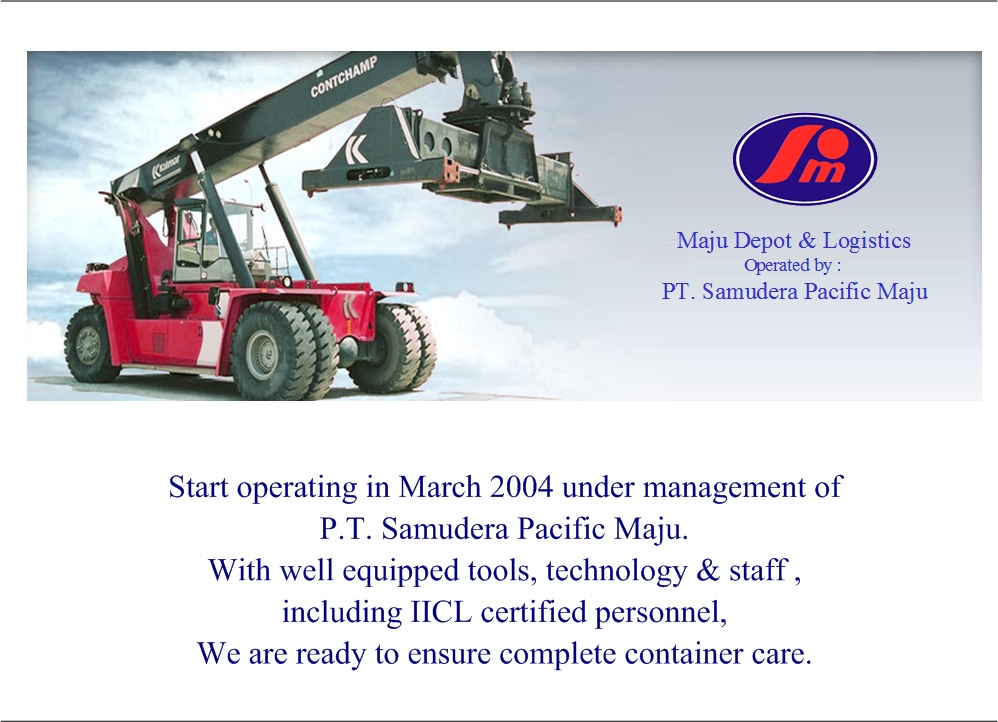 CONTCHAMP
Kalmar
Maju Depot & Logistics
Operated by :
PT. Samudera Pacific Maju
Start operating in March 2004 under management of
P.T. Samudera Pacific Maju.
With well equipped tools, technology & staff ,
including IICL certified personnel,
We are ready to ensure complete container care.